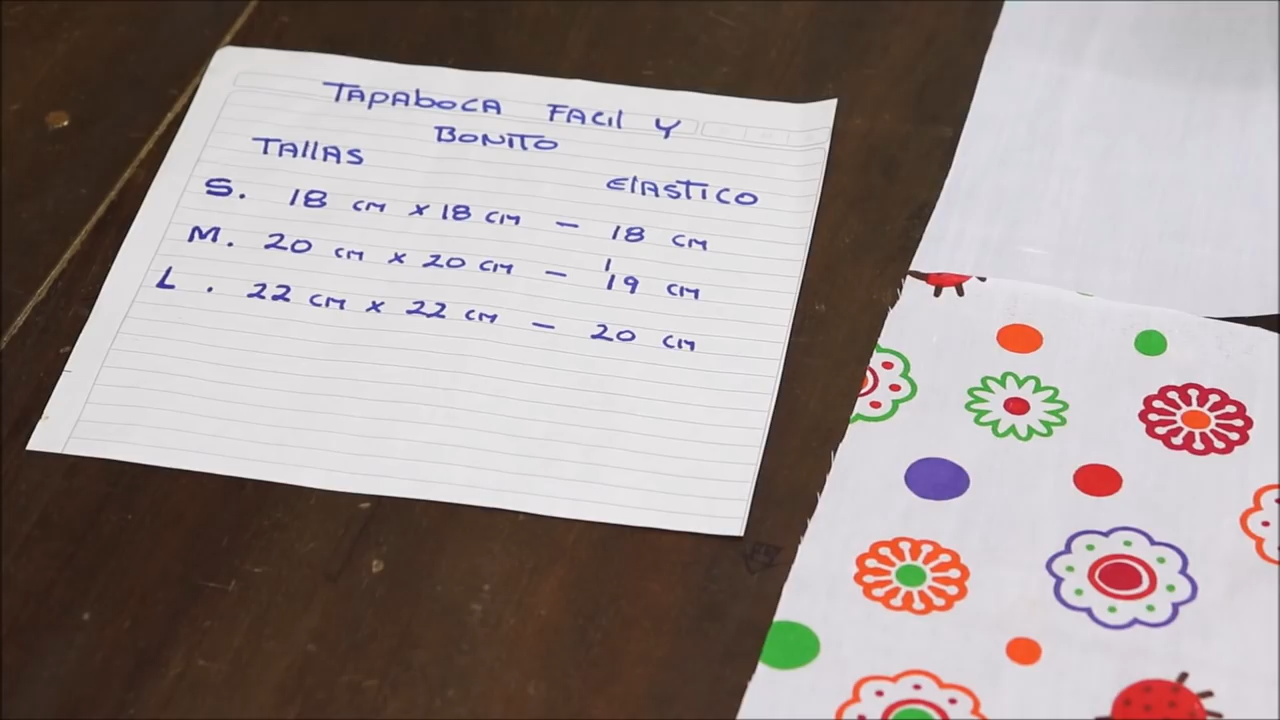 TAPABOCA FACIL Y
BONITO
TALLAS
ELASTICO
S. 18 CM X 18 CM - 18 CM
M. 20 CM X 20 CM - 19 CM
L. 22 CM X 22 CM - 20 CM